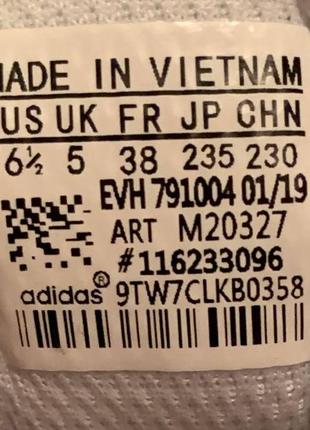 MADE IN VIETNAM
US UK FR JP CHN
6½ 5 38 235 230
EVH 791004 01/19
ART M20327
#116233096
adidas® 9TW7CLKB0358